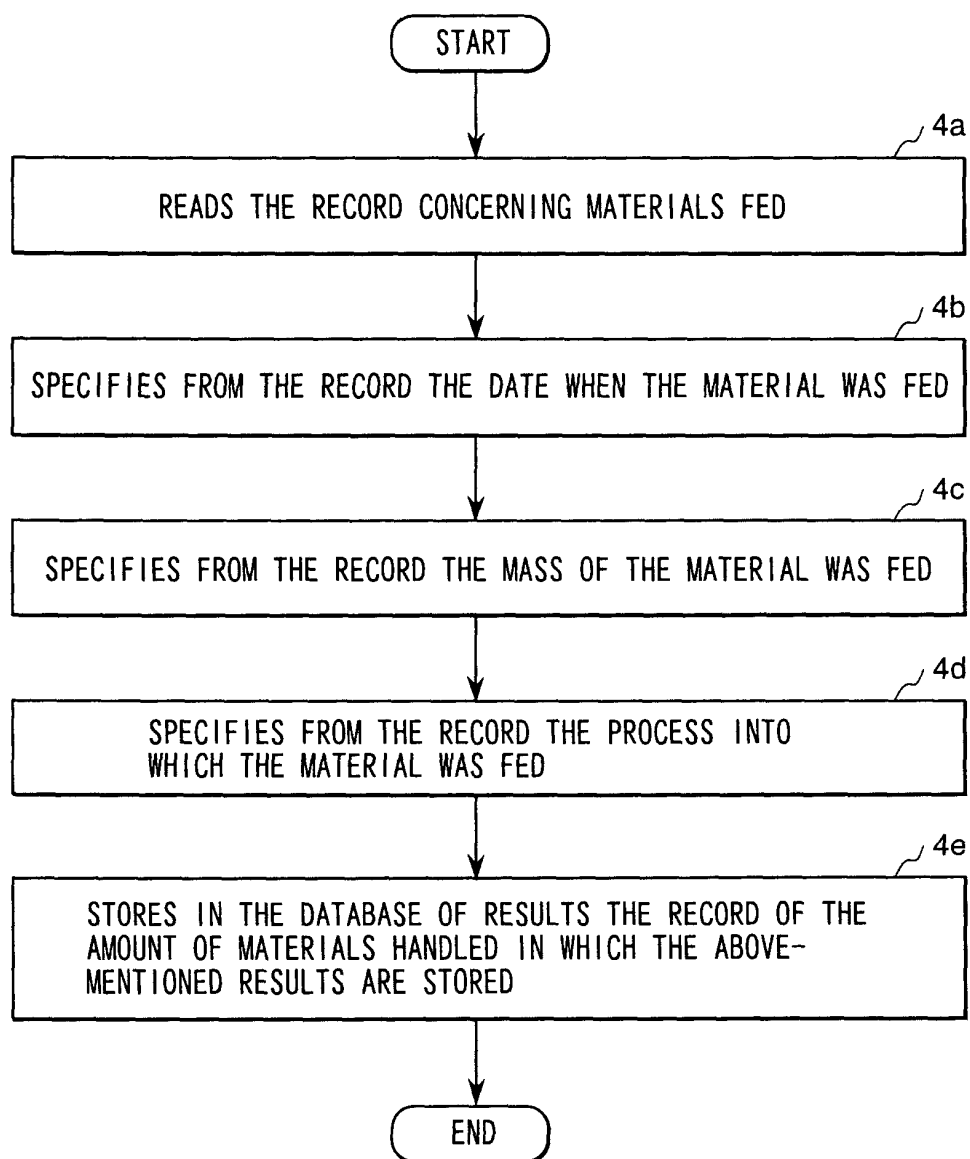 START
4a
READS THE RECORD CONCERNING MATERIALS FED
4b
SPECIFIES FROM THE RECORD THE DATE WHEN THE MATERIAL WAS FED
4c
SPECIFIES FROM THE RECORD THE MASS OF THE MATERIAL WAS FED
4d
SPECIFIES FROM THE RECORD THE PROCESS INTO
WHICH THE MATERIAL WAS FED
4e
STORES IN THE DATABASE OF RESULTS THE RECORD OF THE
AMOUNT OF MATERIALS HANDLED IN WHICH THE ABOVE-
MENTIONED RESULTS ARE STORED
END